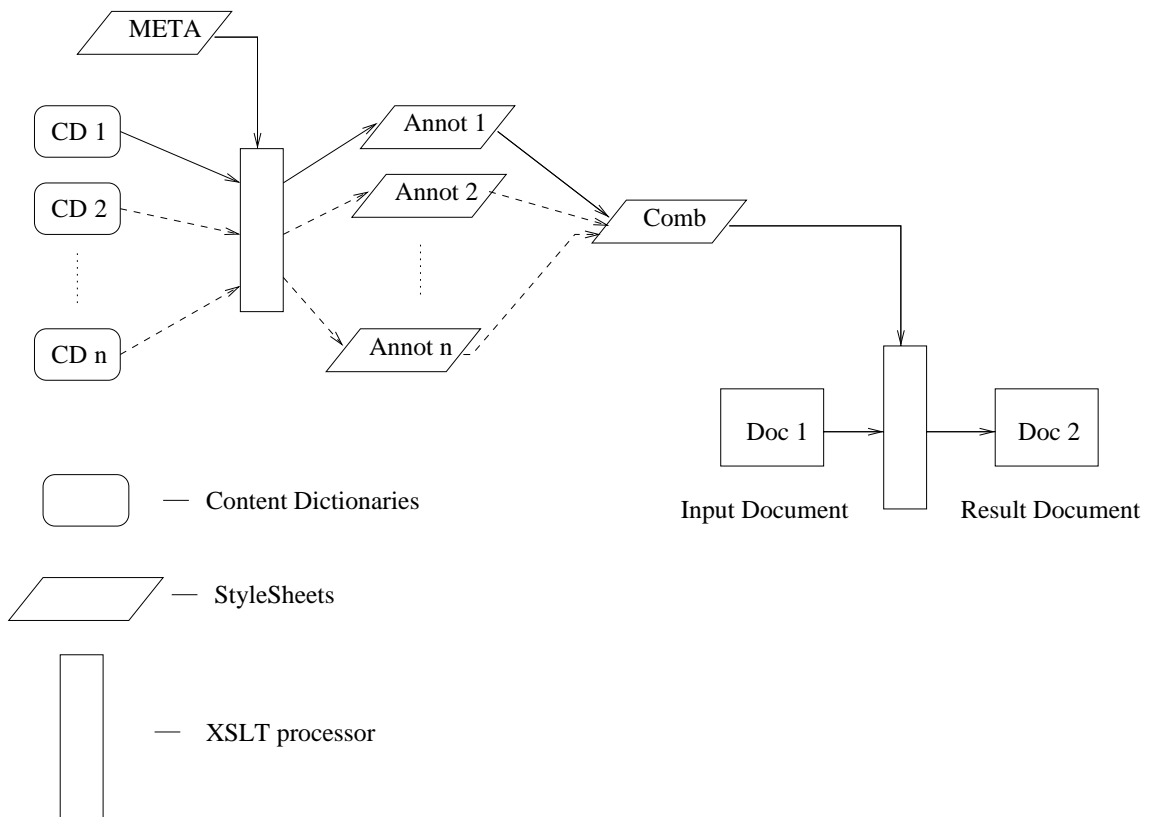 META
CD 1
Annot 1
CD 2
Annot 2
Comb
CD n
Annot n
Doc 1
Doc 2
Input Document
Result Document
Content Dictionaries
StyleSheets
XSLT processor